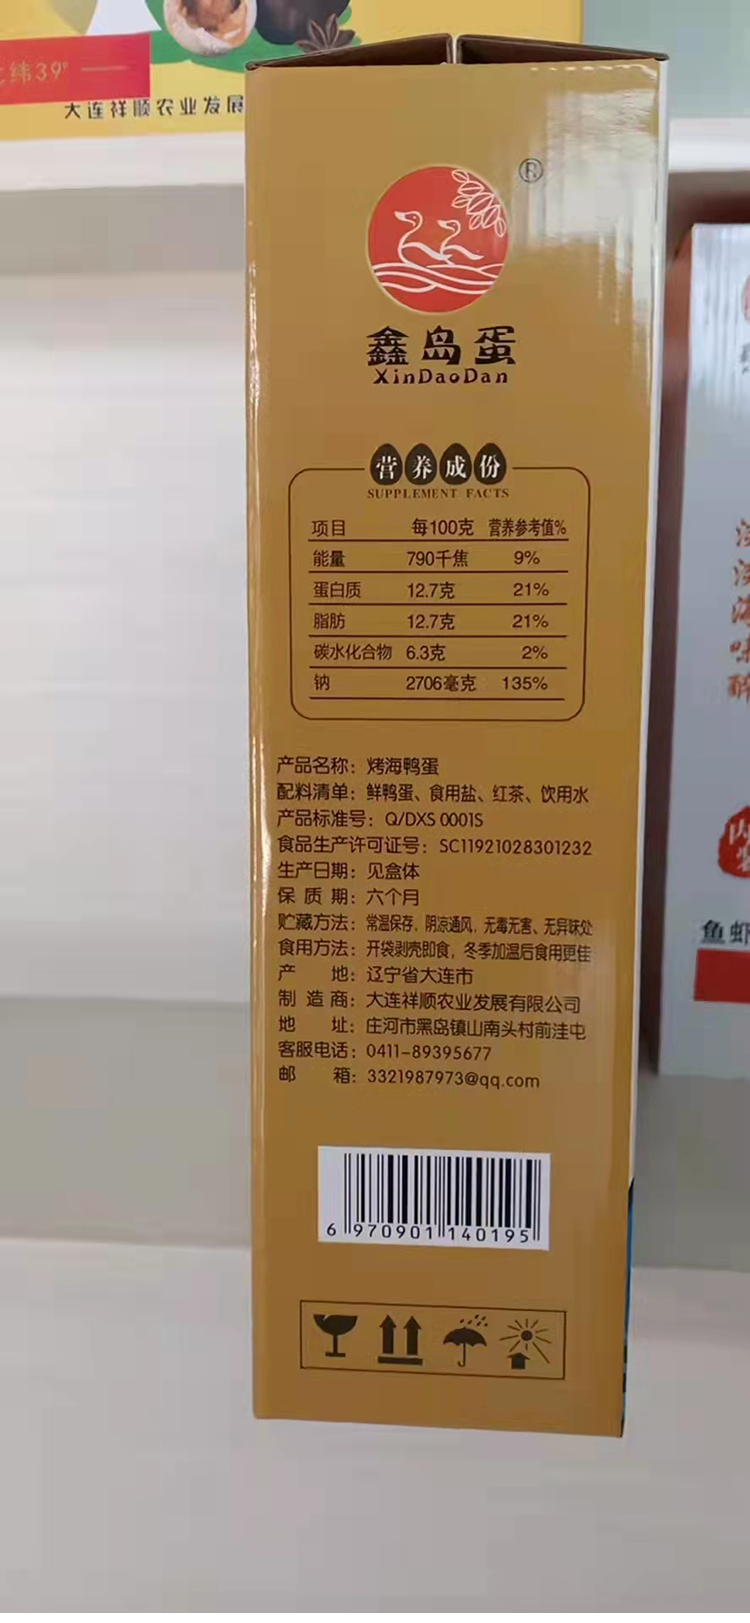 纬39°
大连祥顺农业发展
®
鑫岛蛋
XinDaoDan
营养成份
SUPPLEMENT FACTS
项目 每100克 营养参考值%
能量 790千焦 9%
蛋白质 12.7克 21%
脂肪 12.7克 21%
碳水化合物 6.3克 2%
钠 2706毫克 135%
产品名称：烤海鸭蛋
配料清单：鲜鸭蛋、食用盐、红茶、饮用水
产品标准号：Q/DXS 0001S
食品生产许可证号：SC11921028301232
生产日期：见盒体
保质期：六个月
贮藏方法：常温保存，阴凉通风，无毒无害、无异味处
食用方法：开袋剥壳即食，冬季加温后食用更佳
产地：辽宁省大连市
制造商：大连祥顺农业发展有限公司
地址：庄河市黑岛镇山南头村前洼屯
客服电话：0411-89395677
邮箱：3321987973@qq.com
6 970901 140195
鱼虾